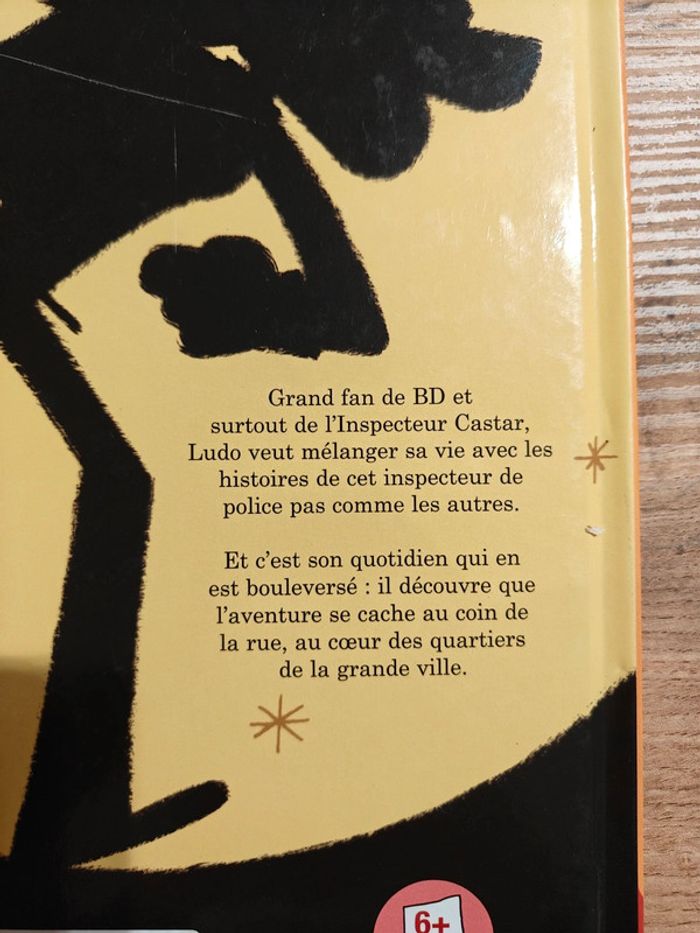 Grand fan de BD et
surtout de l'Inspecteur Castar,
Ludo veut mélanger sa vie avec les
histoires de cet inspecteur de
police pas comme les autres.
Et c'est son quotidien qui en
est bouleversé : il découvre que
l'aventure se cache au coin de
la rue, au cœur des quartiers
de la grande ville.
6+